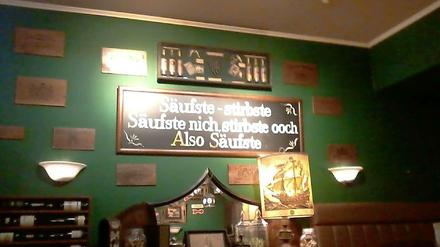 Säufste - stirbste
Säufste nich, stirbste ooch
Also Säufste